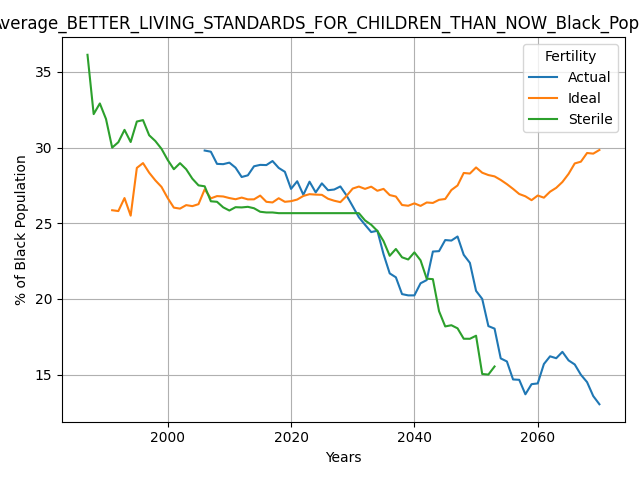 Average_BETTER_LIVING_STANDARDS_FOR_CHILDREN_THAN_NOW_Black_Pop
Fertility
Actual
Ideal
Sterile
35
30
25
20
15
% of Black Population
2000
2020
2040
2060
Years